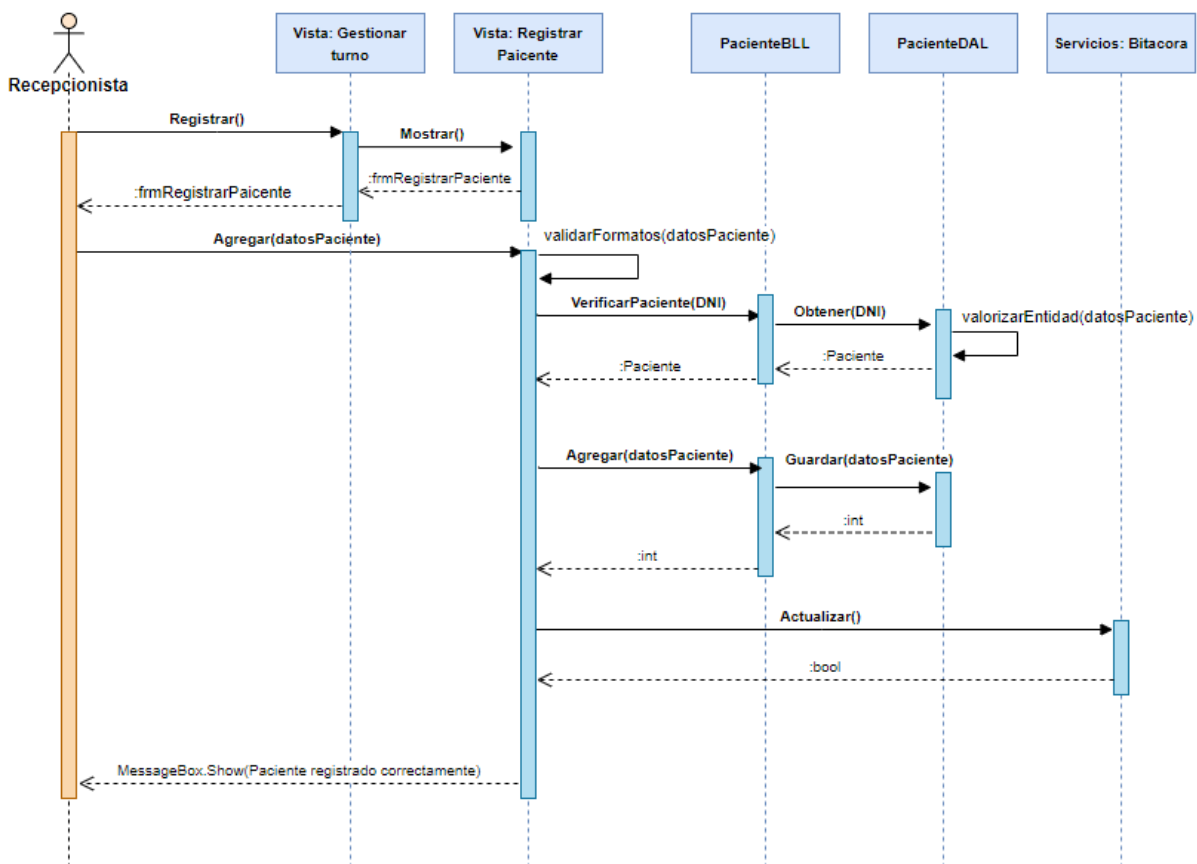 Vista: Gestionar
turno
Vista: Registrar
Paicente
PacienteBLL
PacienteDAL
Servicios: Bitacora
Recepcionista
Registrar()
Mostrar()
:frmRegistrarPaciente
:frmRegistrarPaicente
Agregar(datosPaciente)
validarFormatos(datosPaciente)
VerificarPaciente(DNI)
Obtener(DNI)
valorizarEntidad(datosPaciente)
:Paciente
:Paciente
Agregar(datosPaciente)
Guardar(datosPaciente)
:int
:int
Actualizar()
:bool
MessageBox.Show(Paciente registrado correctamente)